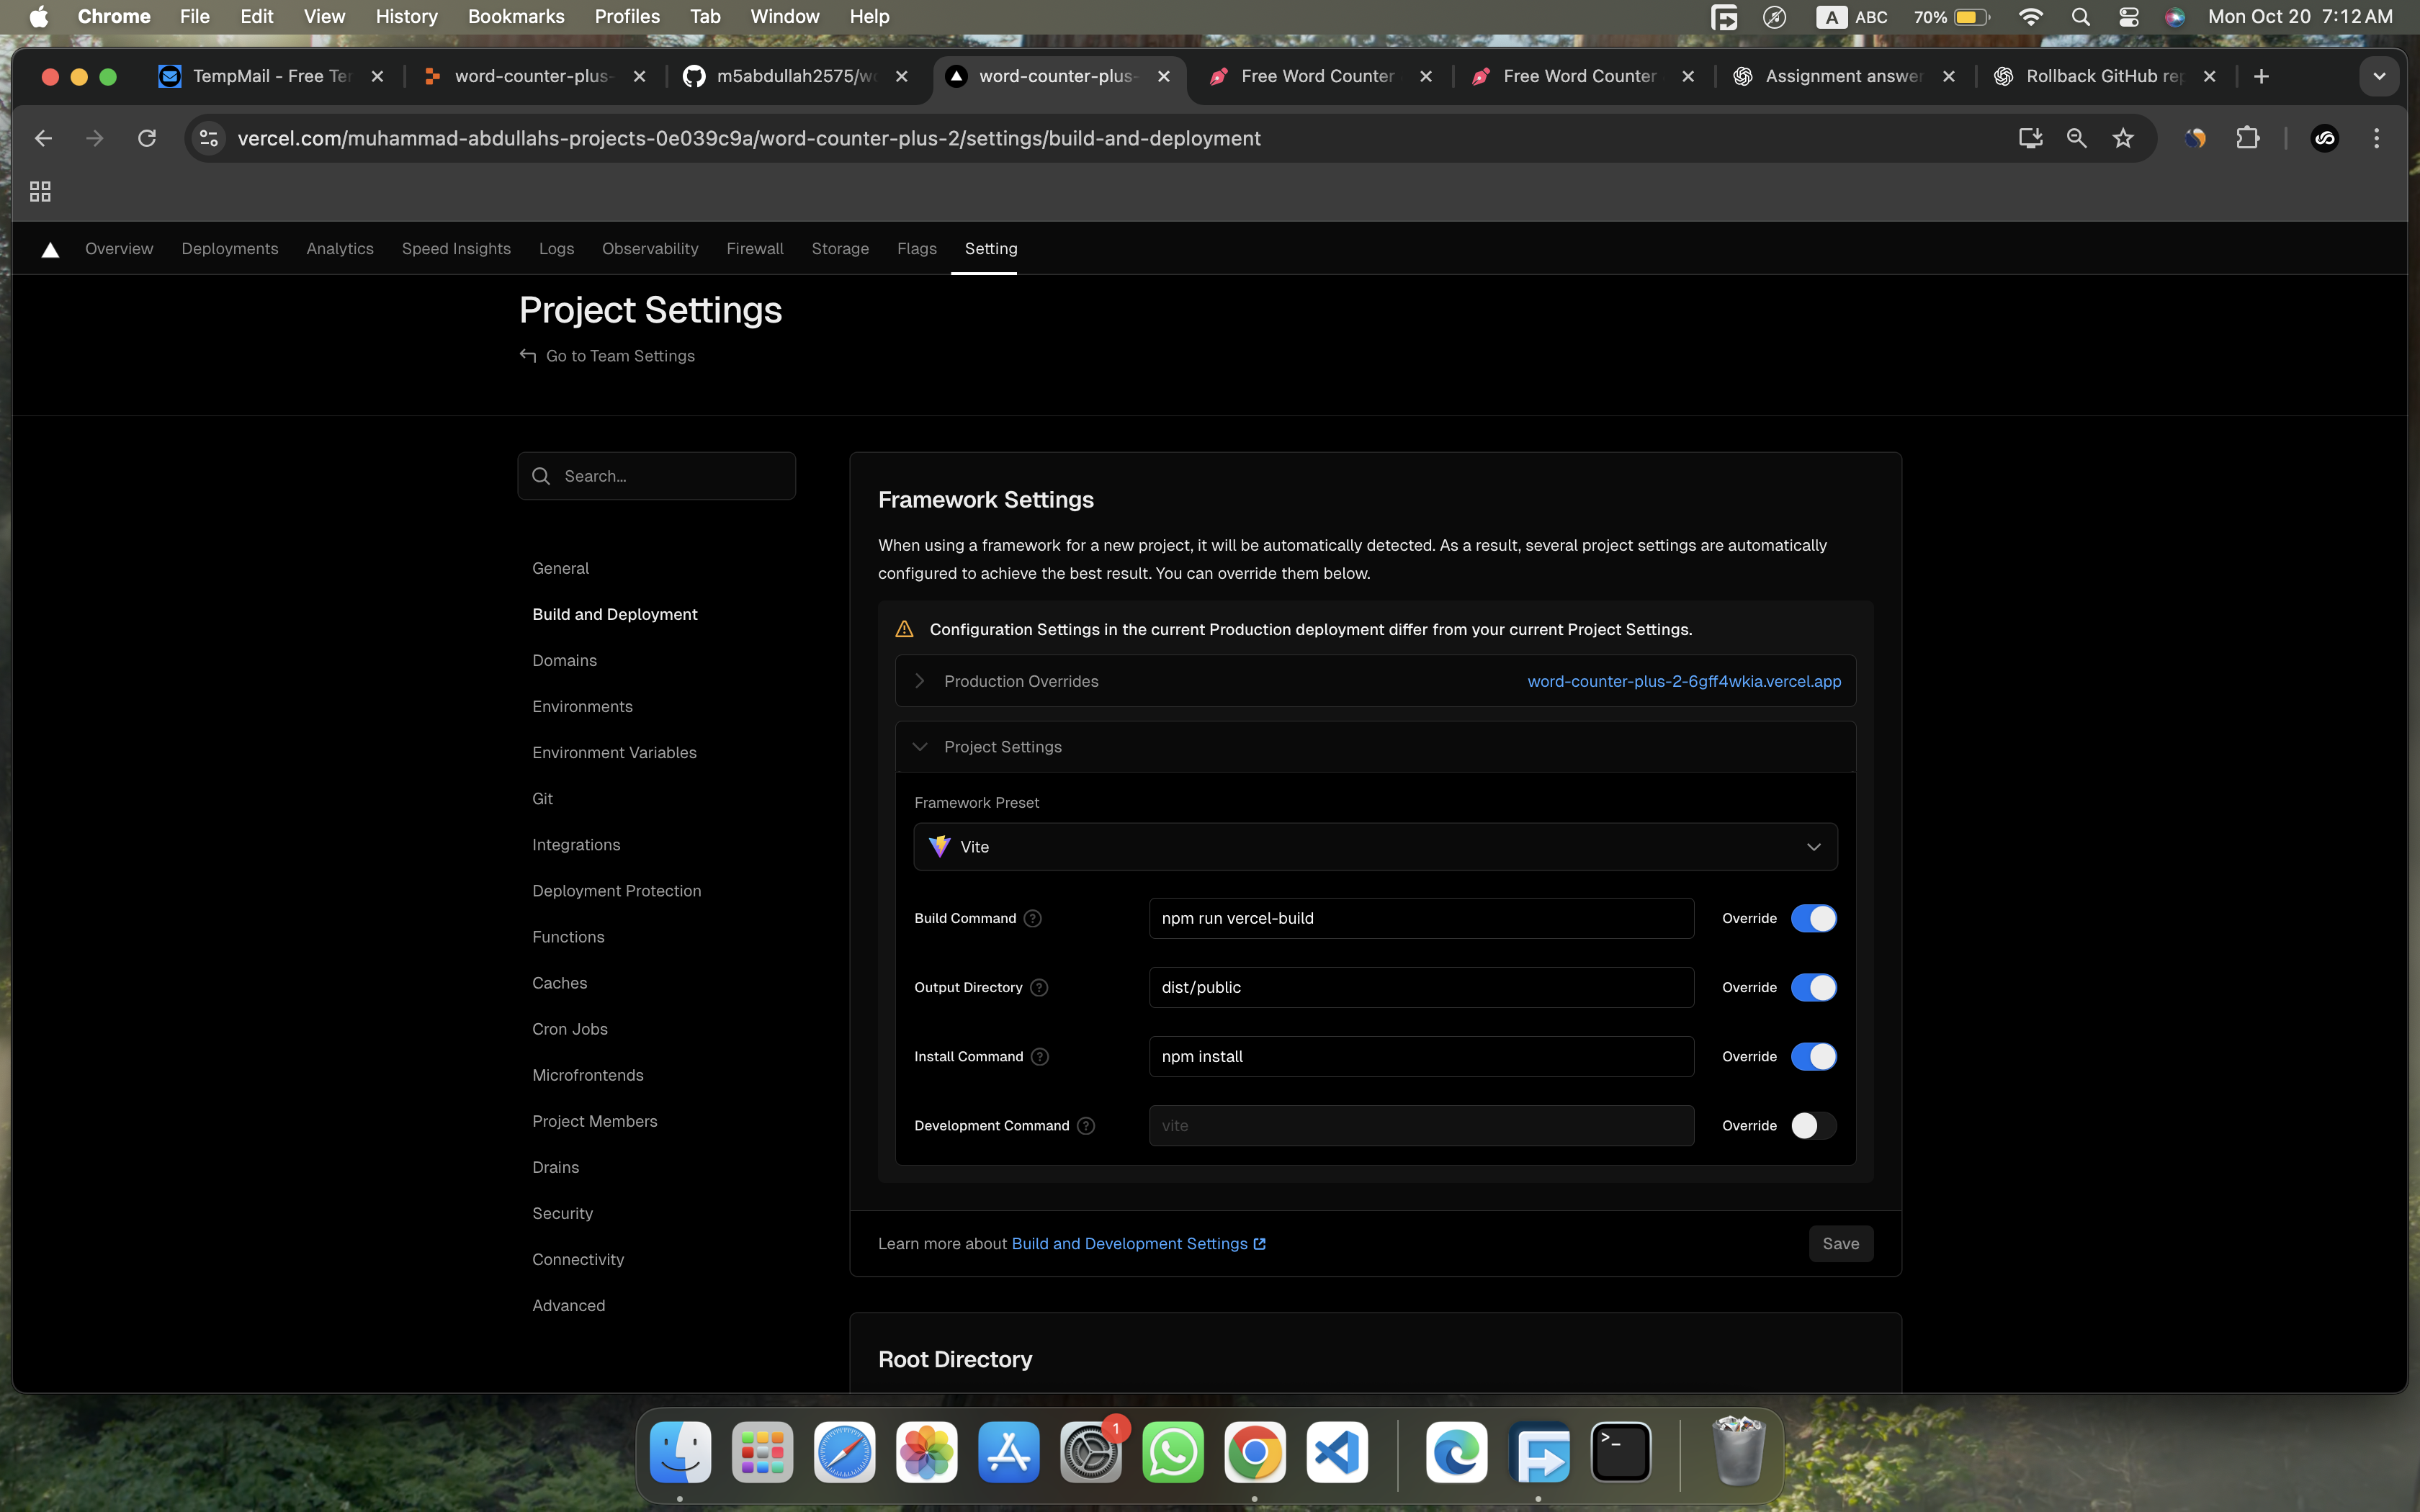 Chrome File Edit View History Bookmarks Profiles Tab Window Help A ABC 70% Mon Oct 20 7:12 AM
TempMail - Free Ter word-counter-plus- m5abdullah2575/wo word-counter-plus- Free Word Counter Free Word Counter Assignment answer Rollback GitHub rep
vercel.com/muhammad-abdullahs-projects-0e039c9a/word-counter-plus-2/settings/build-and-deployment
Overview Deployments Analytics Speed Insights Logs Observability Firewall Storage Flags Setting
Project Settings
Go to Team Settings
Search...
General
Build and Deployment
Domains
Environments
Environment Variables
Git
Integrations
Deployment Protection
Functions
Caches
Cron Jobs
Microfrontends
Project Members
Drains
Security
Connectivity
Advanced
Framework Settings
When using a framework for a new project, it will be automatically detected. As a result, several project settings are automatically
configured to achieve the best result. You can override them below.
Configuration Settings in the current Production deployment differ from your current Project Settings.
Production Overrides word-counter-plus-2-6gff4wkia.vercel.app
Project Settings
Framework Preset
Vite
Build Command ? npm run vercel-build Override
Output Directory ? dist/public Override
Install Command ? npm install Override
Development Command ? vite Override
Learn more about Build and Development Settings Save
Root Directory
1
>_